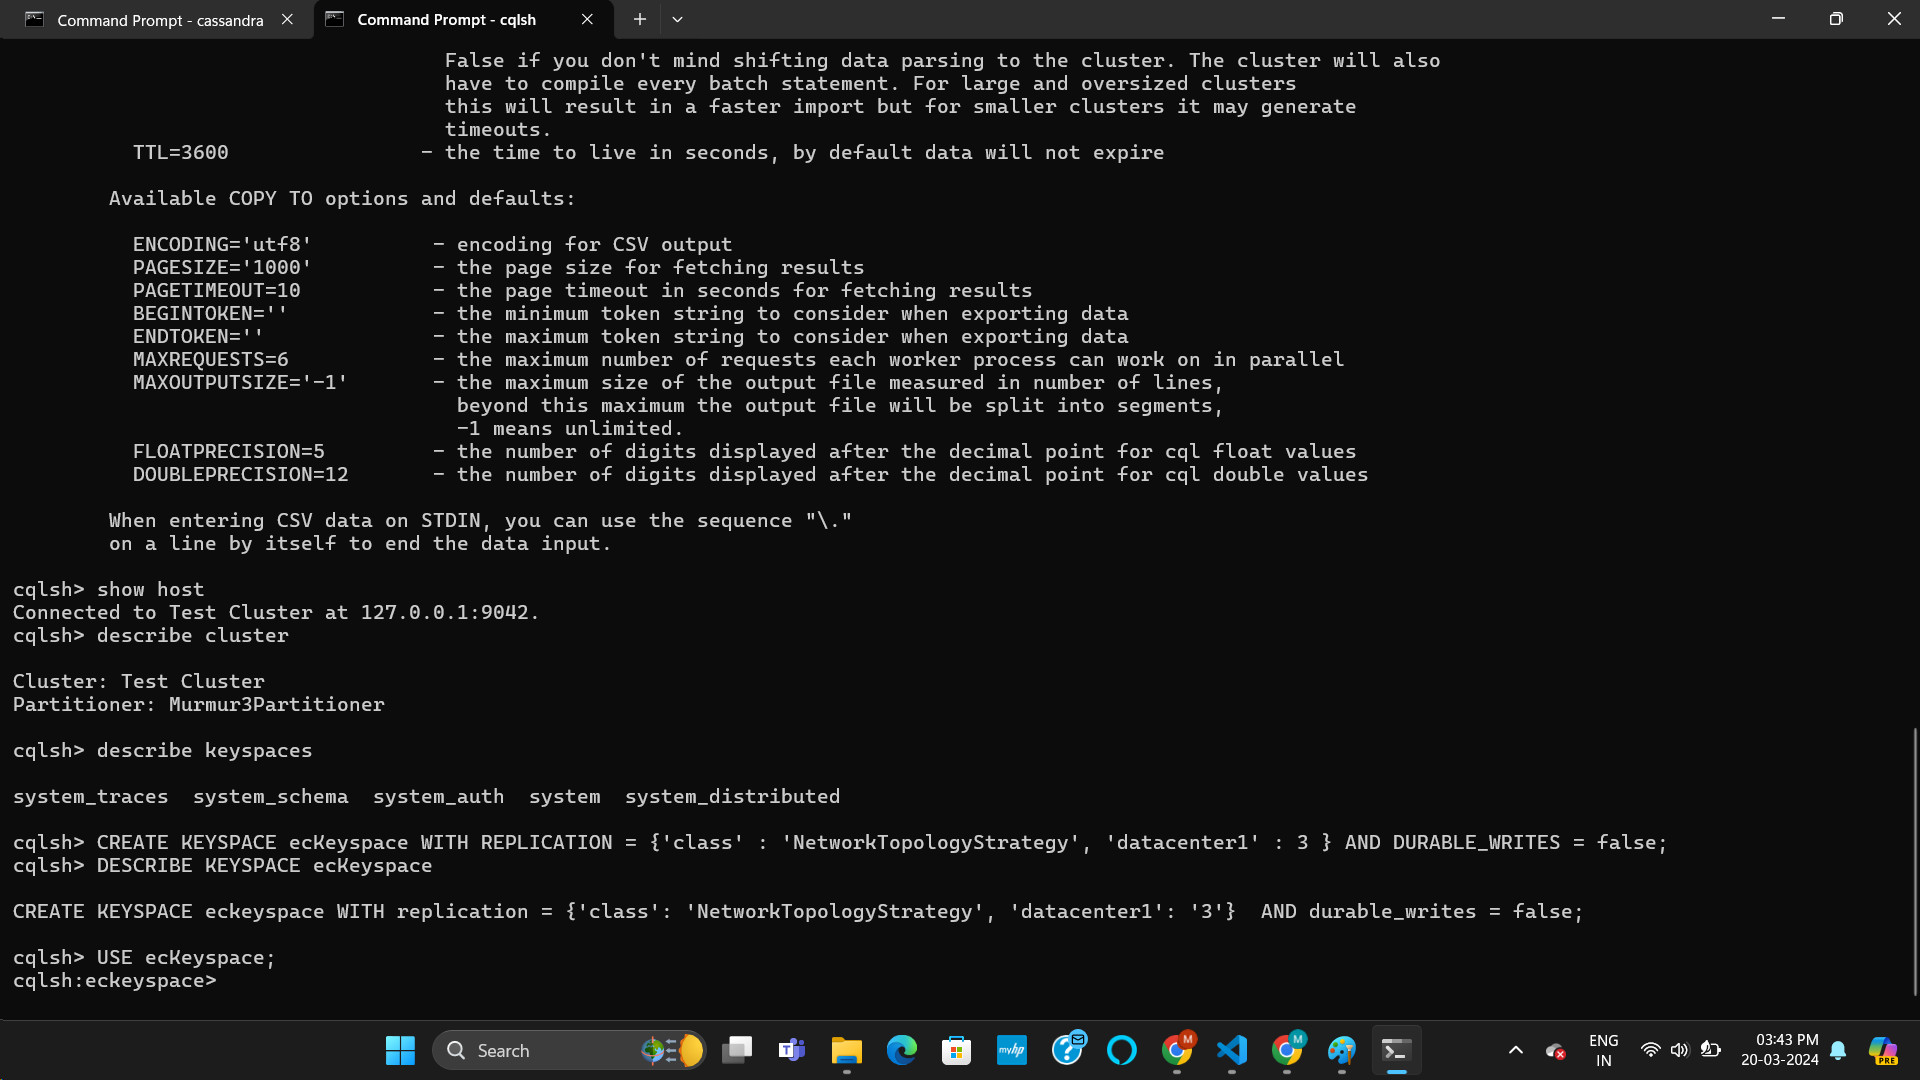 Command Prompt - cassandra
Command Prompt - cqlsh
False if you don't mind shifting data parsing to the cluster. The cluster will also
have to compile every batch statement. For large and oversized clusters
this will result in a faster import but for smaller clusters it may generate
timeouts.
TTL=3600 - the time to live in seconds, by default data will not expire
Available COPY TO options and defaults:
ENCODING='utf8' - encoding for CSV output
PAGESIZE='1000' - the page size for fetching results
PAGETIMEOUT=10 - the page timeout in seconds for fetching results
BEGINTOKEN='' - the minimum token string to consider when exporting data
ENDTOKEN='' - the maximum token string to consider when exporting data
MAXREQUESTS=6 - the maximum number of requests each worker process can work on in parallel
MAXOUTPUTSIZE='-1' - the maximum size of the output file measured in number of lines,
beyond this maximum the output file will be split into segments,
-1 means unlimited.
FLOATPRECISION=5 - the number of digits displayed after the decimal point for cql float values
DOUBLEPRECISION=12 - the number of digits displayed after the decimal point for cql double values
When entering CSV data on STDIN, you can use the sequence "\."
on a line by itself to end the data input.
cqlsh> show host
Connected to Test Cluster at 127.0.0.1:9042.
cqlsh> describe cluster
Cluster: Test Cluster
Partitioner: Murmur3Partitioner
cqlsh> describe keyspaces
system_traces system_schema system_auth system system_distributed
cqlsh> CREATE KEYSPACE ecKeyspace WITH REPLICATION = {'class' : 'NetworkTopologyStrategy', 'datacenter1' : 3 } AND DURABLE_WRITES = false;
cqlsh> DESCRIBE KEYSPACE ecKeyspace
CREATE KEYSPACE eckeyspace WITH replication = {'class': 'NetworkTopologyStrategy', 'datacenter1': '3'}  AND durable_writes = false;
cqlsh> USE ecKeyspace;
cqlsh:eckeyspace>
Search
myhp
M
M
ENG
IN
03:43 PM
20-03-2024
PRE